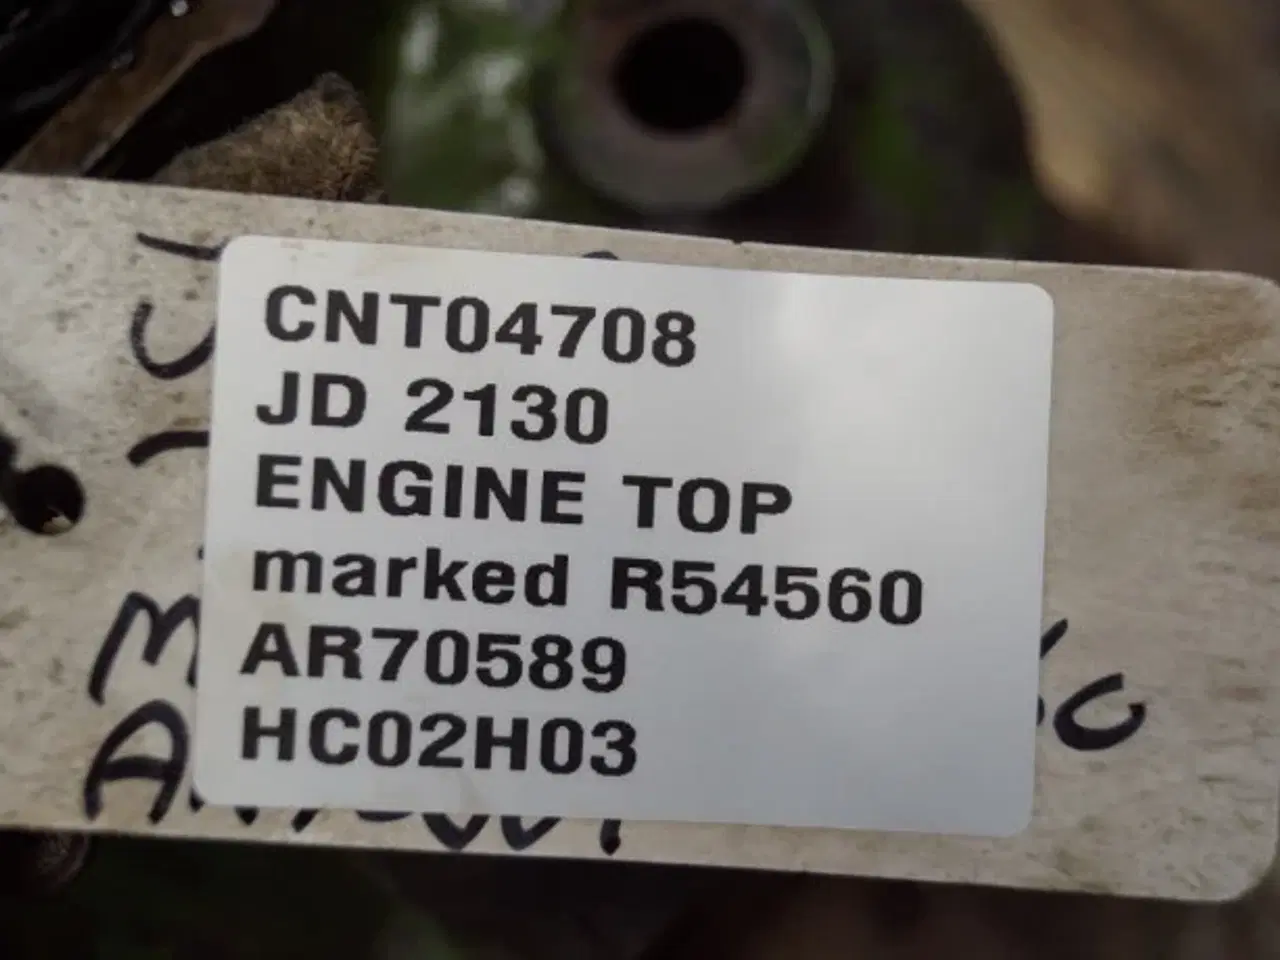 CNT04708
JD 2130
ENGINE TOP
marked R54560
AR70589
HC02H03